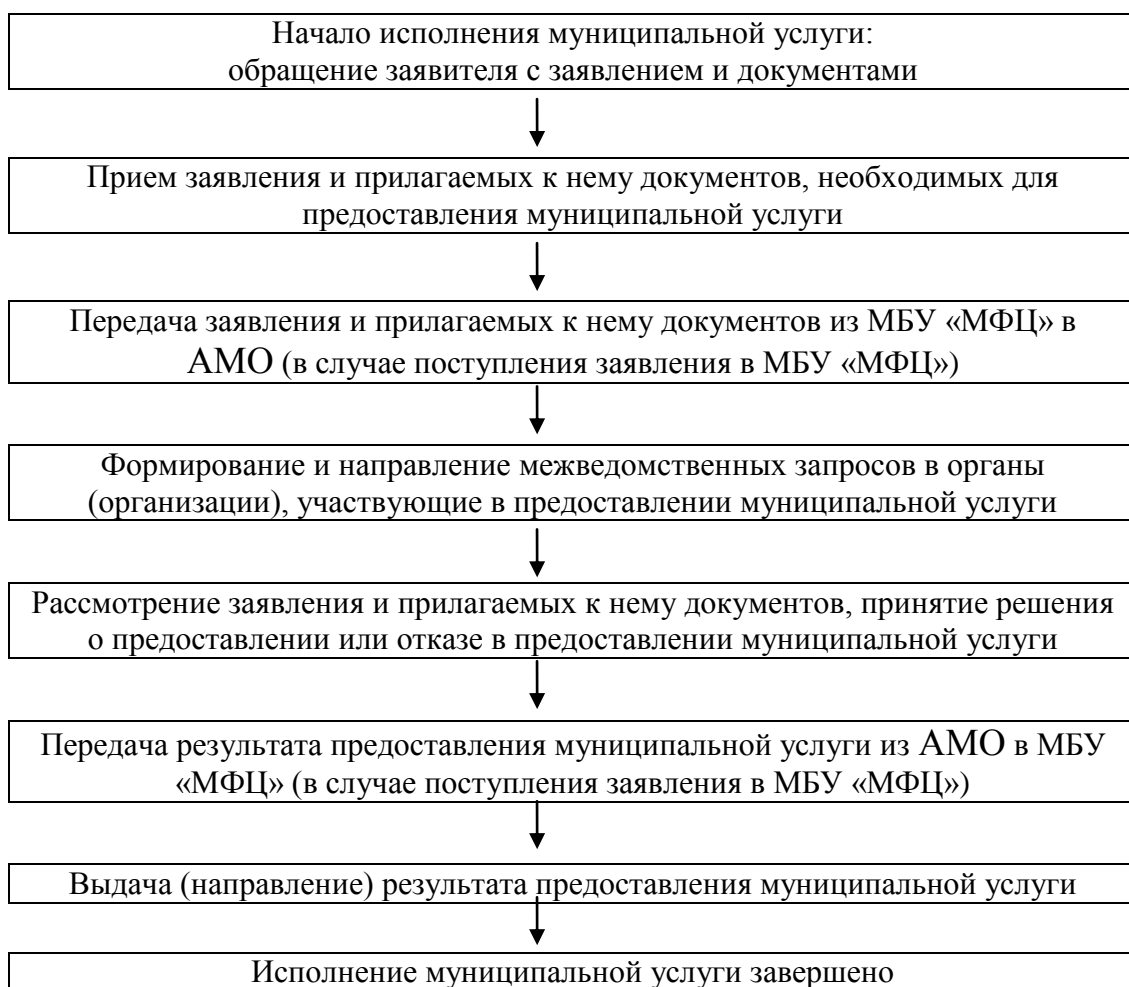 Начало исполнения муниципальной услуги:
обращение заявителя с заявлением и документами
Прием заявления и прилагаемых к нему документов, необходимых для
предоставления муниципальной услуги
Передача заявления и прилагаемых к нему документов из МБУ «МФЦ» в
АМО (в случае поступления заявления в МБУ «МФЦ»)
Формирование и направление межведомственных запросов в органы
(организации), участвующие в предоставлении муниципальной услуги
Рассмотрение заявления и прилагаемых к нему документов, принятие решения
о предоставлении или отказе в предоставлении муниципальной услуги
Передача результата предоставления муниципальной услуги из АМО в МБУ
«МФЦ» (в случае поступления заявления в МБУ «МФЦ»)
Выдача (направление) результата предоставления муниципальной услуги
Исполнение муниципальной услуги завершено